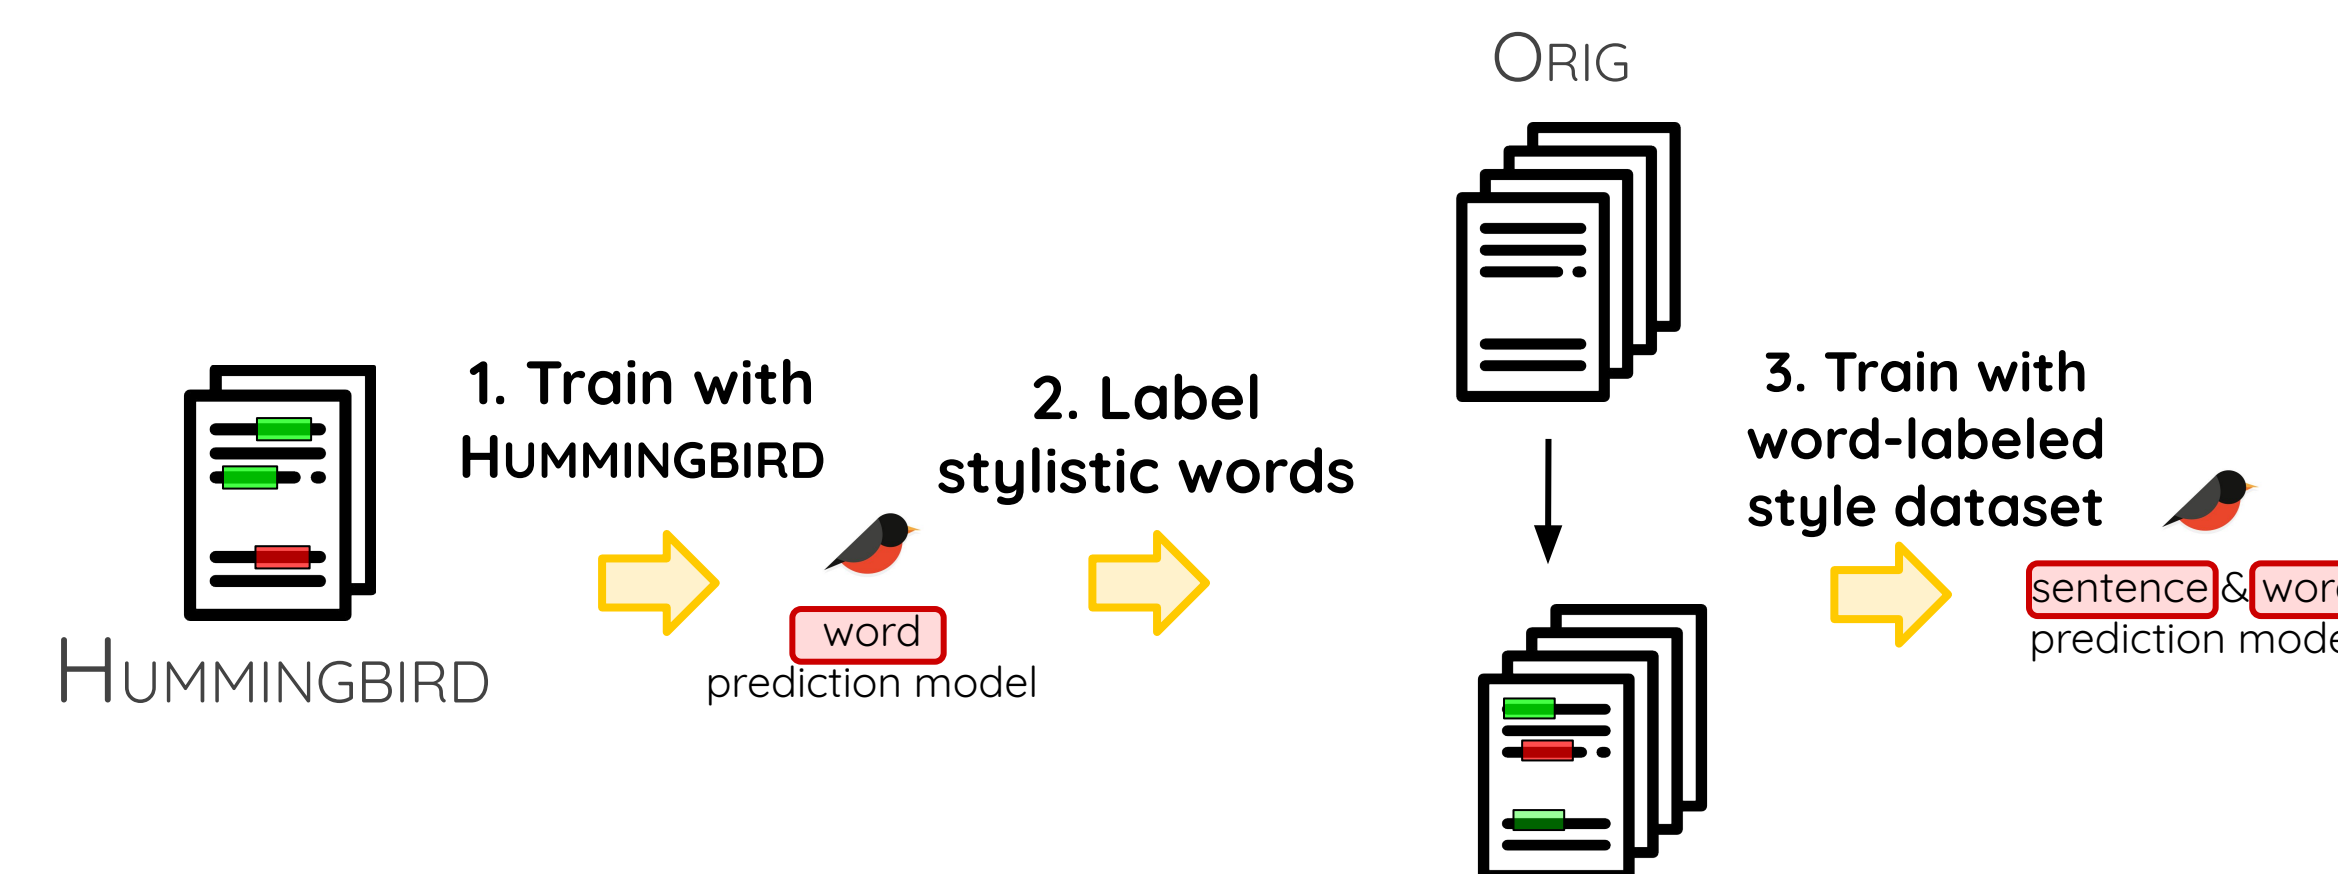 ORIG
1. Train with
HUMMINGBIRD
2. Label
stylistic words
3. Train with
word-labeled
style dataset
HUMMINGBIRD
word
prediction model
sentence &
prediction